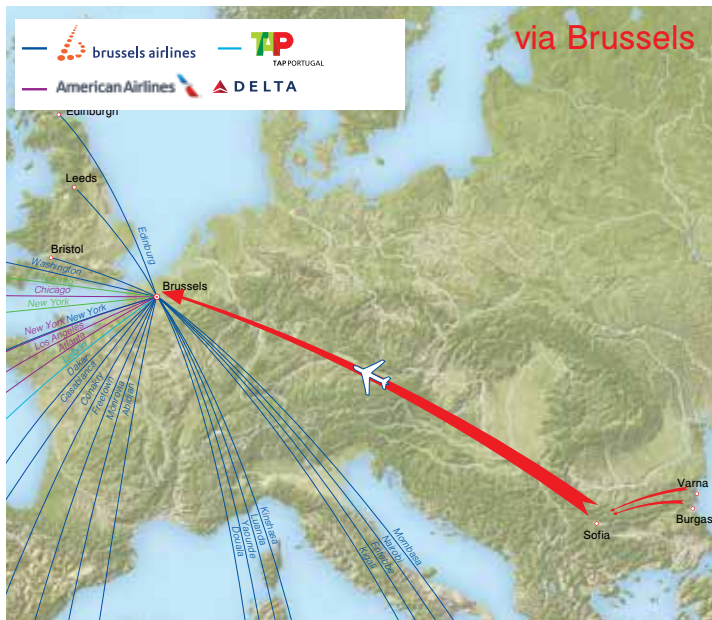 via Brussels
brussels airlines
TAP
TAP PORTUGAL
American Airlines
DELTA
Edinburgh
Leeds
Edinburg
Bristol
Washington
Brussels
Chicago
New York
New York
New York
Los Angeles
Atlanta
Dakar
Casablanca
Conakry
Freetown
Monrovia
Abidjan
Varna
Burgas
Sofia
Kinshasa
Luanda
Yaounde
Douala
Mombasa
Narobi
Entebbe
Kigali